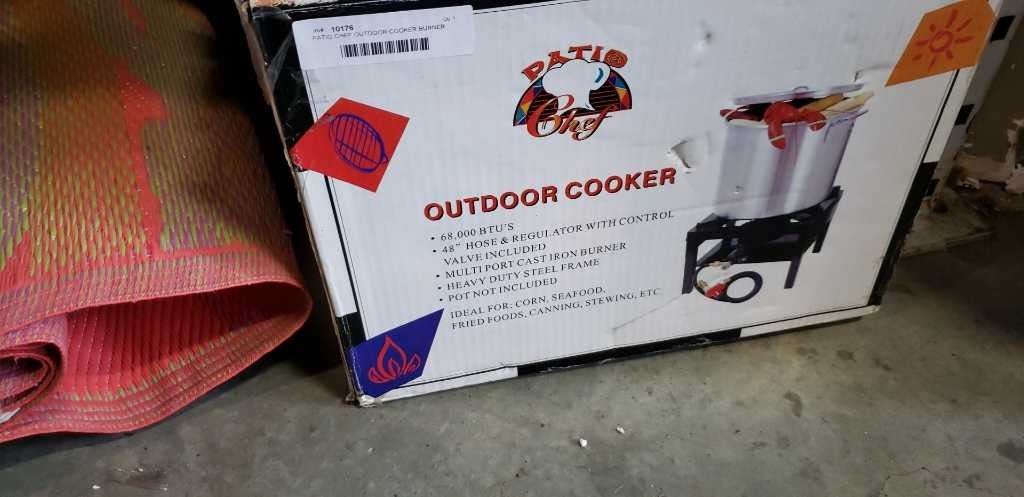 10176
PATIO CHEF OUTDOOR COOKER BURNER
PATIO
Chef
OUTDOOR COOKER
• 68,000 BTU'S
• 48" HOSE & REGULATOR WITH CONTROL
VALVE INCLUDED
• MULTI PORT CAST IRON BURNER
• HEAVY DUTY STEEL FRAME
• POT NOT INCLUDED
IDEAL FOR: CORN, SEAFOOD,
FRIED FOODS, CANNING, STEWING, ETC.